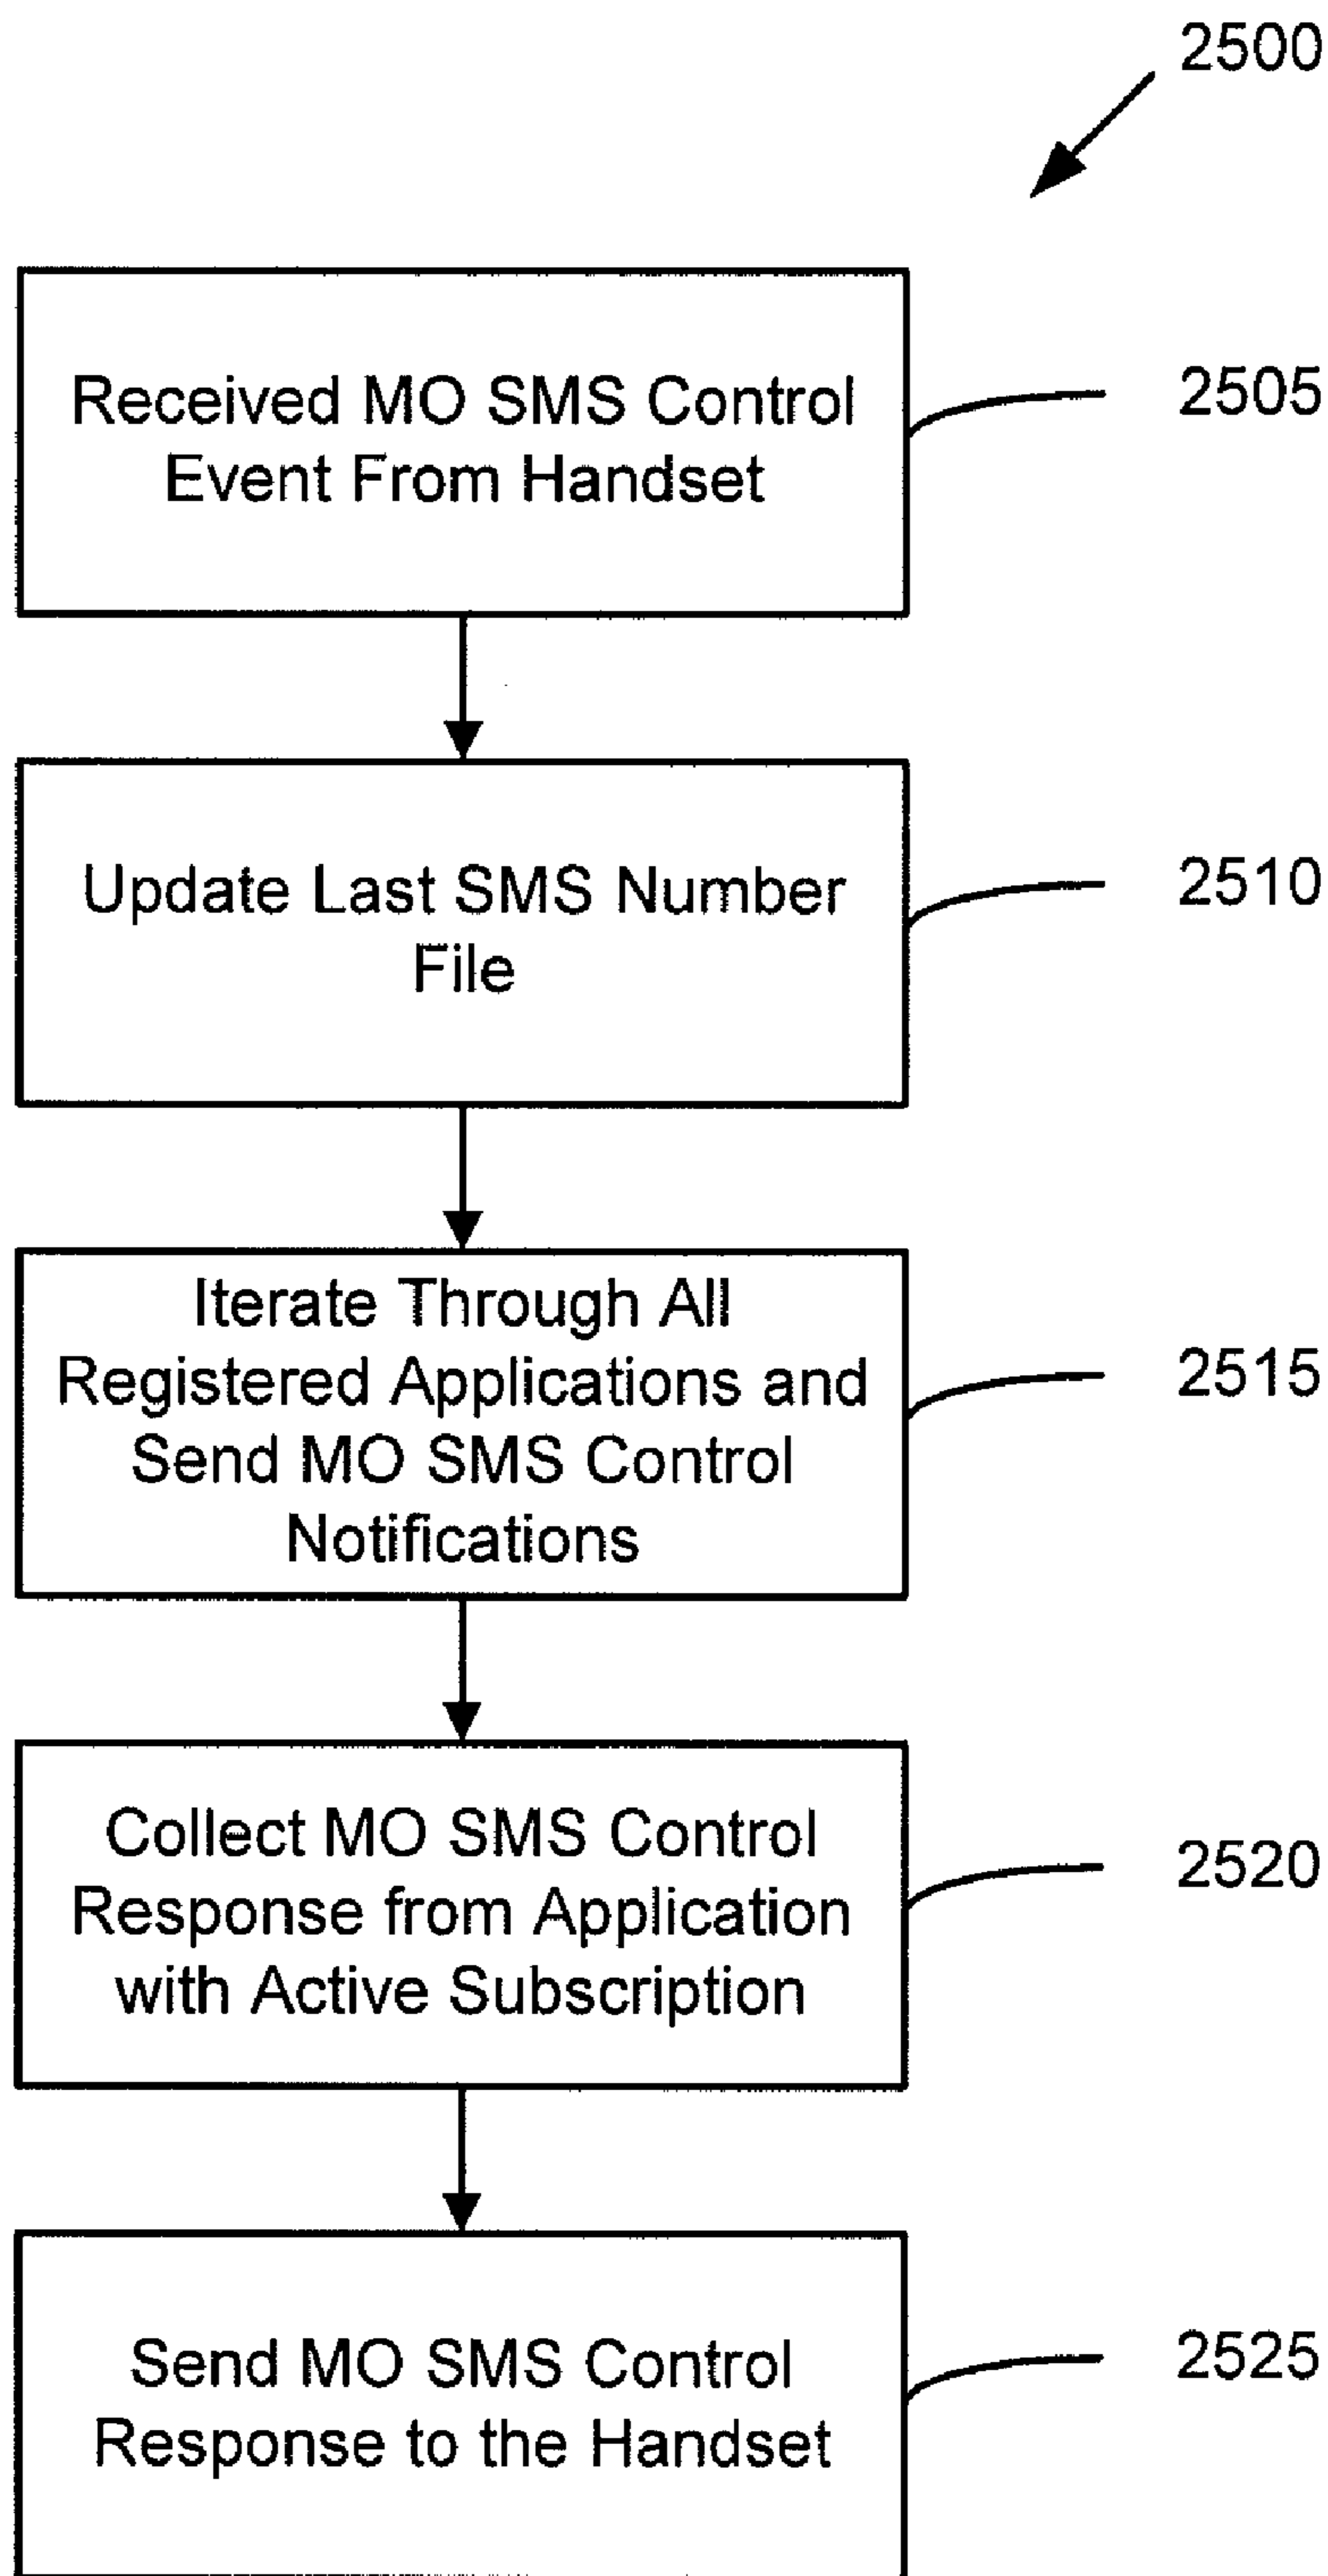 2500
Received MO SMS Control
Event From Handset
2505
Update Last SMS Number
File
2510
Iterate Through All
Registered Applications and
Send MO SMS Control
Notifications
2515
Collect MO SMS Control
Response from Application
with Active Subscription
2520
Send MO SMS Control
Response to the Handset
2525